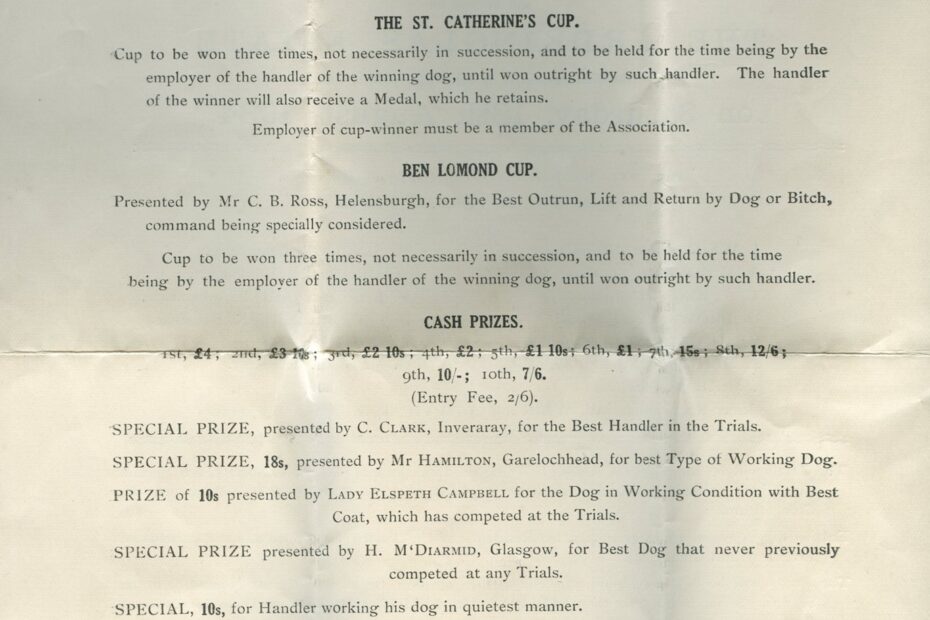 THE ST. CATHERINE'S CUP.
Cup to be won three times, not necessarily in succession, and to be held for the time being by the
employer of the handler of the winning dog, until won outright by such handler. The handler
of the winner will also receive a Medal, which he retains.
Employer of cup-winner must be a member of the Association.
BEN LOMOND CUP.
Presented by Mr C. B. Ross, Helensburgh, for the Best Outrun, Lift and Return by Dog or Bitch,
command being specially considered.
Cup to be won three times, not necessarily in succession, and to be held for the time
being by the employer of the handler of the winning dog, until won outright by such handler.
CASH PRIZES.
1st, £4; 2nd, £3 10s; 3rd, £2 10s; 4th, £2; 5th, £1 10s; 6th, £1; 7th, 15s; 8th, 12/6;
9th, 10/-; 10th, 7/6.
(Entry Fee, 2/6).
SPECIAL PRIZE, presented by C. CLARK, Inveraray, for the Best Handler in the Trials.
SPECIAL PRIZE, 18s, presented by Mr HAMILTON, Garelochhead, for best Type of Working Dog.
PRIZE of 10s presented by LADY ELSPETH CAMPBELL for the Dog in Working Condition with Best
Coat, which has competed at the Trials.
SPECIAL PRIZE presented by H. M'DIARMID, Glasgow, for Best Dog that never previously
competed at any Trials.
SPECIAL, 10s, for Handler working his dog in quietest manner.